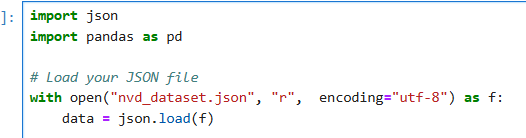 ]:
import json
import pandas as pd
# Load your JSON file
with open("nvd_dataset.json", "r",  encoding="utf-8") as f:
    data = json.load(f)